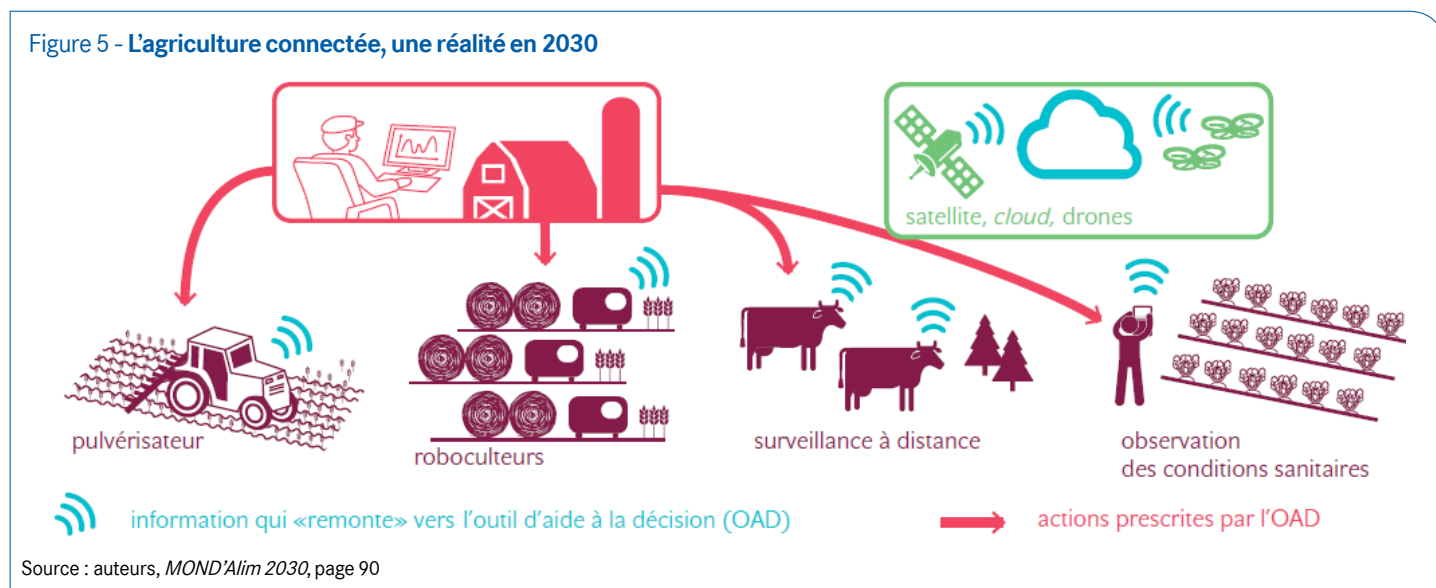 Figure 5 - L'agriculture connectée, une réalité en 2030
satellite, cloud, drones
pulvérisateur
roboculteurs
surveillance à distance
observation
des conditions sanitaires
information qui «remonte» vers l'outil d'aide à la décision (OAD)
actions prescrites par l'OAD
Source : auteurs, MOND'Alim 2030, page 90